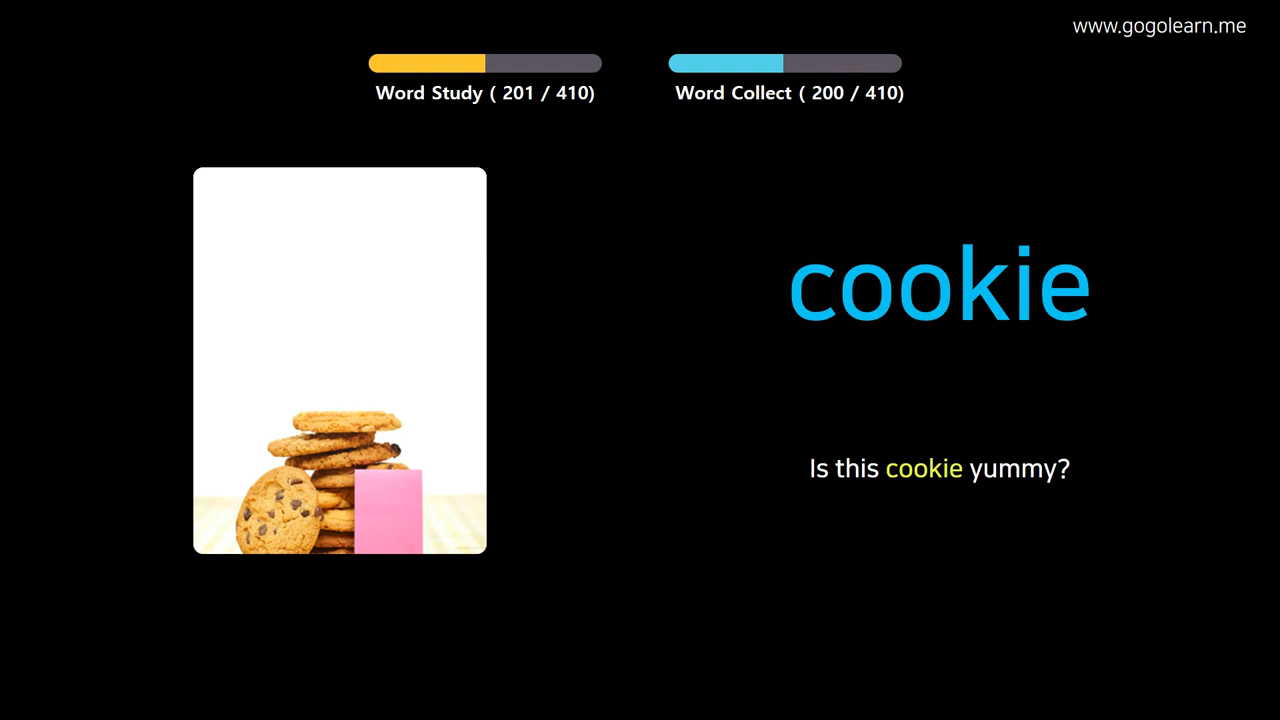 www.gogolearn.me
Word Study ( 201 / 410)
Word Collect ( 200 / 410)
cookie
Is this cookie yummy?